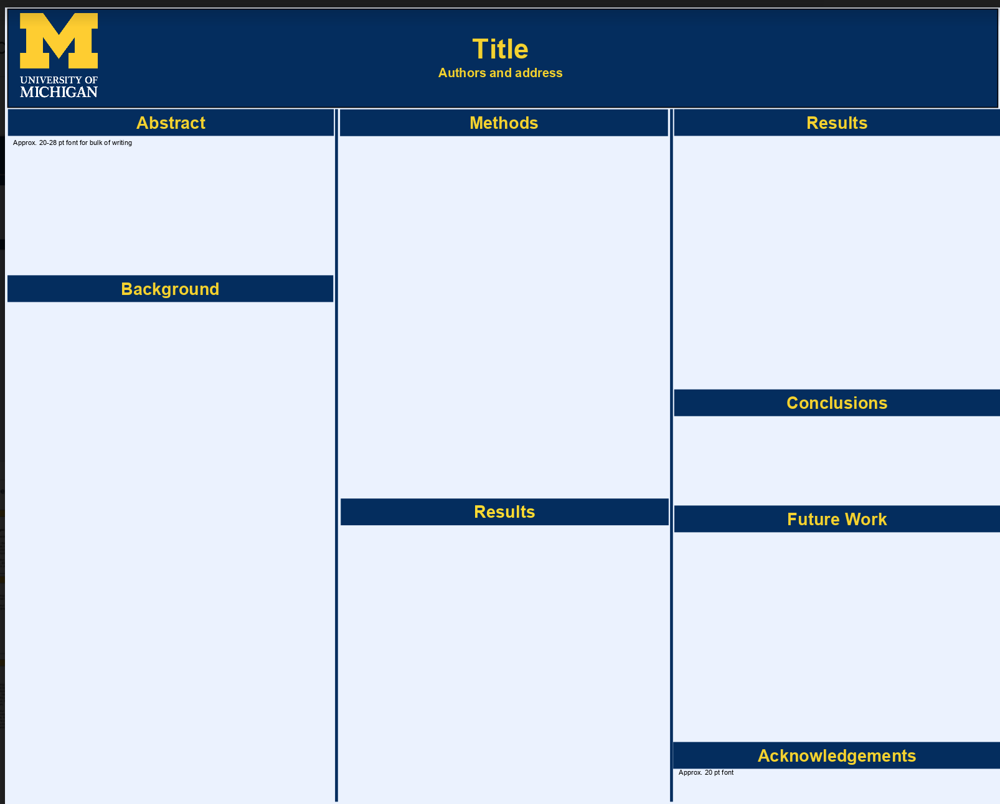 UNIVERSITY OF
MICHIGAN
Title
Authors and address
Abstract
Approx. 20-28 pt font for bulk of writing
Background
Methods
Results
Results
Conclusions
Future Work
Acknowledgements
Approx. 20 pt font